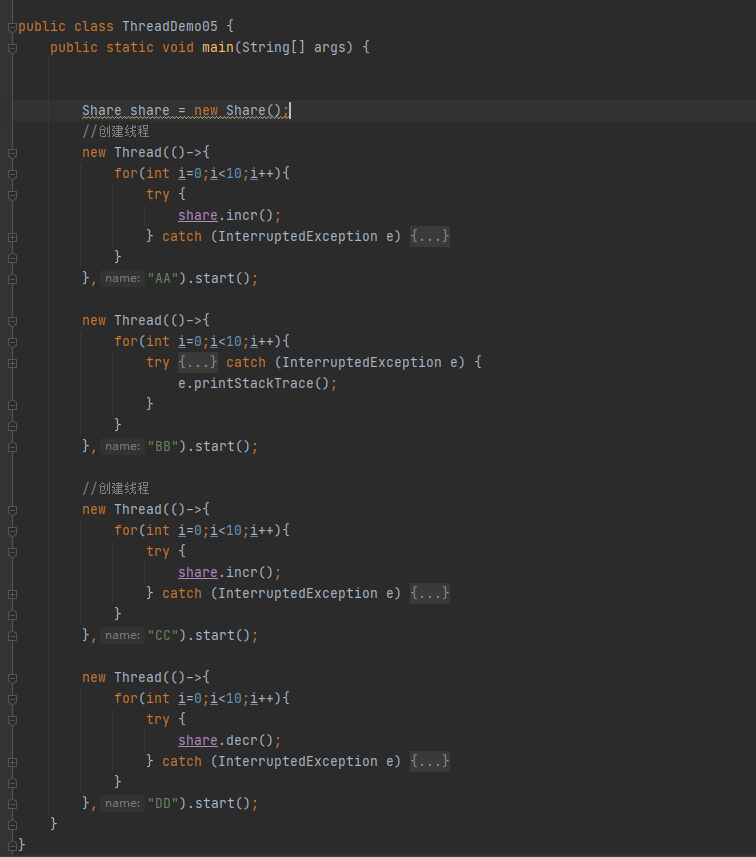 public class ThreadDemo05 {
    public static void main(String[] args) {
        Share share = new Share();
        //创建线程
        new Thread(()->{
            for(int i=0;i<10;i++){
                try {
                    share.incr();
                } catch (InterruptedException e) {...}
            }
        }, name: "AA").start();
        new Thread(()->{
            for(int i=0;i<10;i++){
                try {...} catch (InterruptedException e) {
                    e.printStackTrace();
                }
            }
        }, name: "BB").start();
        //创建线程
        new Thread(()->{
            for(int i=0;i<10;i++){
                try {
                    share.incr();
                } catch (InterruptedException e) {...}
            }
        }, name: "CC").start();
        new Thread(()->{
            for(int i=0;i<10;i++){
                try {
                    share.decr();
                } catch (InterruptedException e) {...}
            }
        }, name: "DD").start();
    }
}